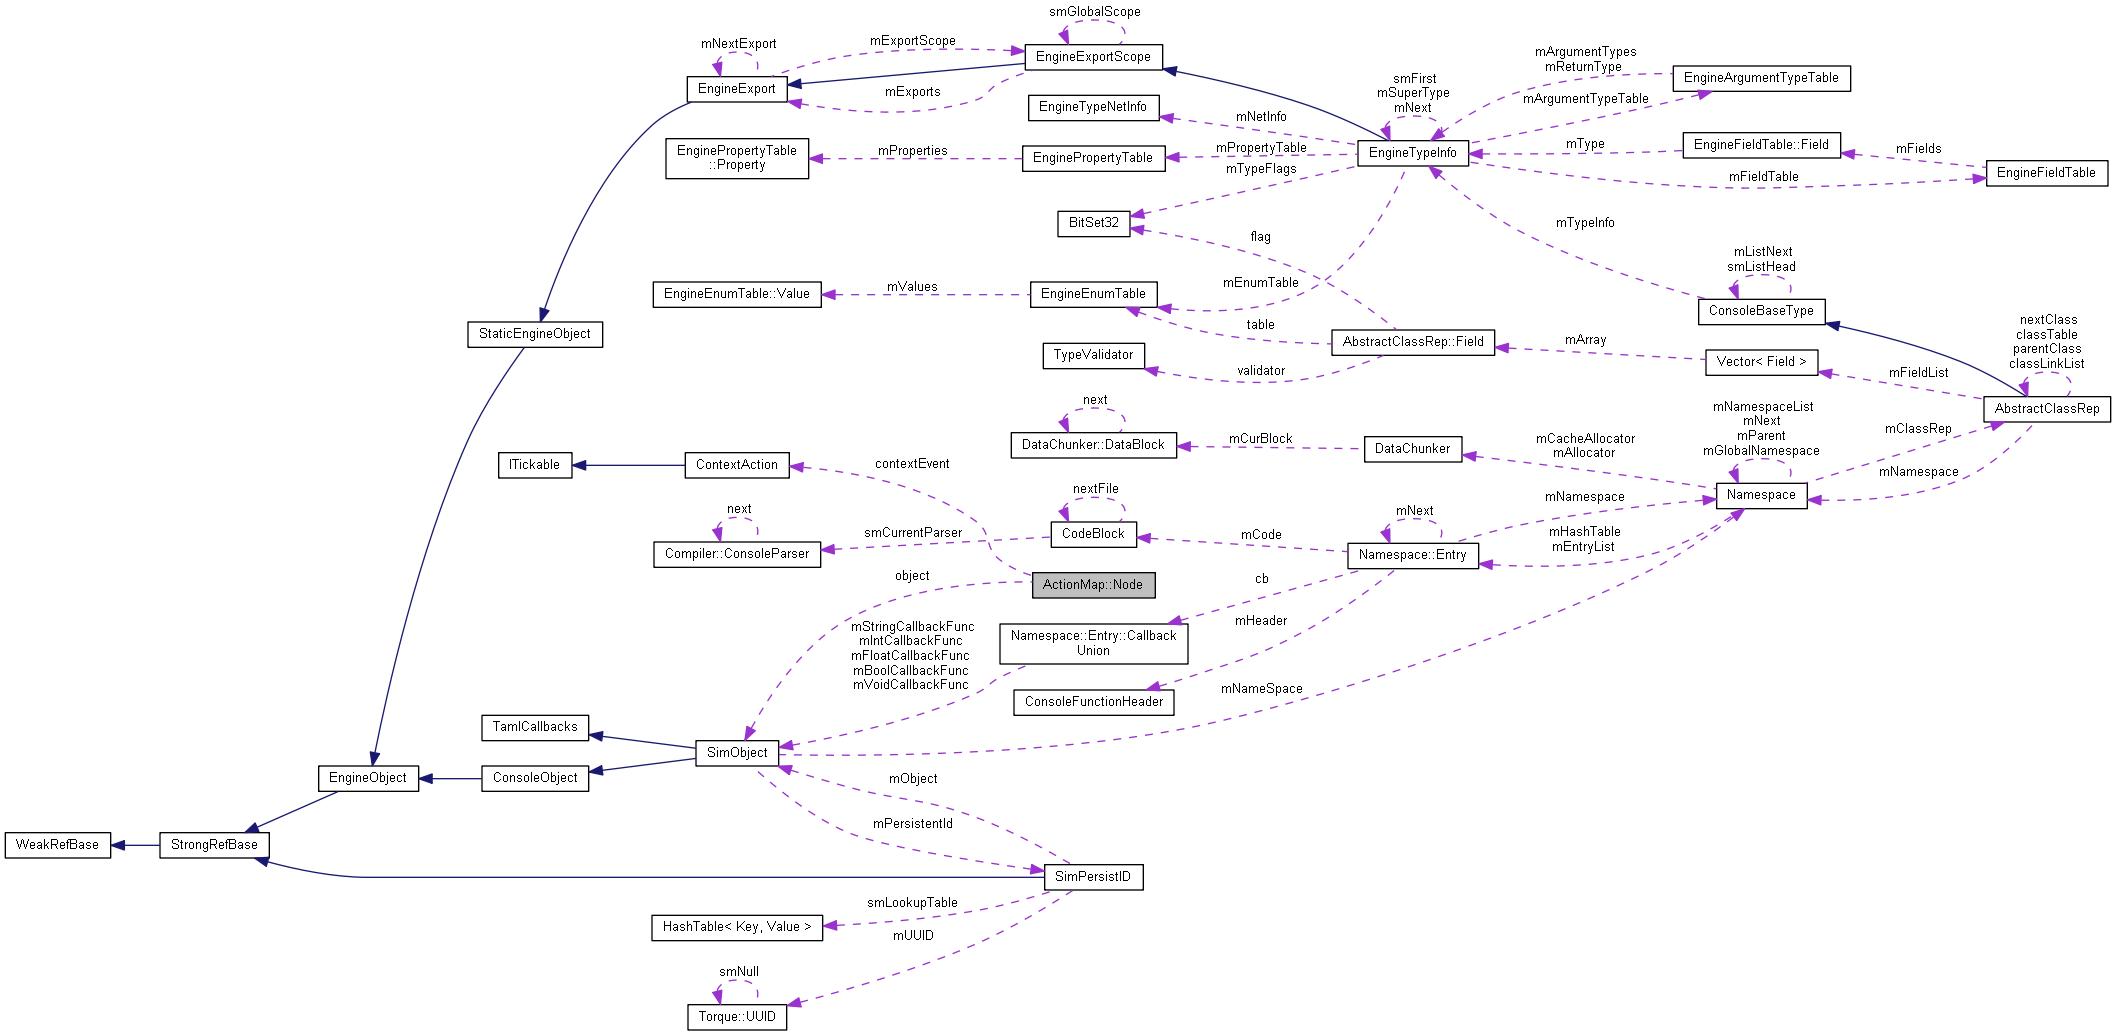 smGlobalScope
mNextExport
mExportScope
EngineExportScope
EngineExport
mExports
mArgumentTypes
mReturnType
EngineArgumentTypeTable
smFirst
mSuperType
mNext
mArgumentTypeTable
EngineTypeNetInfo
mNetInfo
EnginePropertyTable
::Property
mProperties
EnginePropertyTable
mPropertyTable
mTypeFlags
EngineTypeInfo
mType
EngineFieldTable::Field
mFields
EngineFieldTable
mFieldTable
BitSet32
flag
mTypeInfo
mListNext
smListHead
EngineEnumTable::Value
mValues
EngineEnumTable
mEnumTable
ConsoleBaseType
StaticEngineObject
table
AbstractClassRep::Field
mArray
nextClass
classTable
parentClass
classLinkList
TypeValidator
validator
Vector< Field >
mFieldList
AbstractClassRep
next
DataChunker::DataBlock
mCurBlock
DataChunker
mCacheAllocator
mAllocator
mNamespaceList
mNext
mParent
mGlobalNamespace
mClassRep
mNamespace
ITickable
ContextAction
contextEvent
Namespace
nextFile
mNext
mNamespace
next
Compiler::ConsoleParser
smCurrentParser
CodeBlock
mCode
Namespace::Entry
mHashTable
mEntryList
object
ActionMap::Node
cb
mStringCallbackFunc
mIntCallbackFunc
mFloatCallbackFunc
mBoolCallbackFunc
mVoidCallbackFunc
Namespace::Entry::Callback
Union
mHeader
ConsoleFunctionHeader
mNameSpace
TamlCallbacks
SimObject
EngineObject
ConsoleObject
mObject
mPersistentId
WeakRefBase
StrongRefBase
SimPersistID
smLookupTable
HashTable< Key, Value >
mUUID
smNull
Torque::UUID